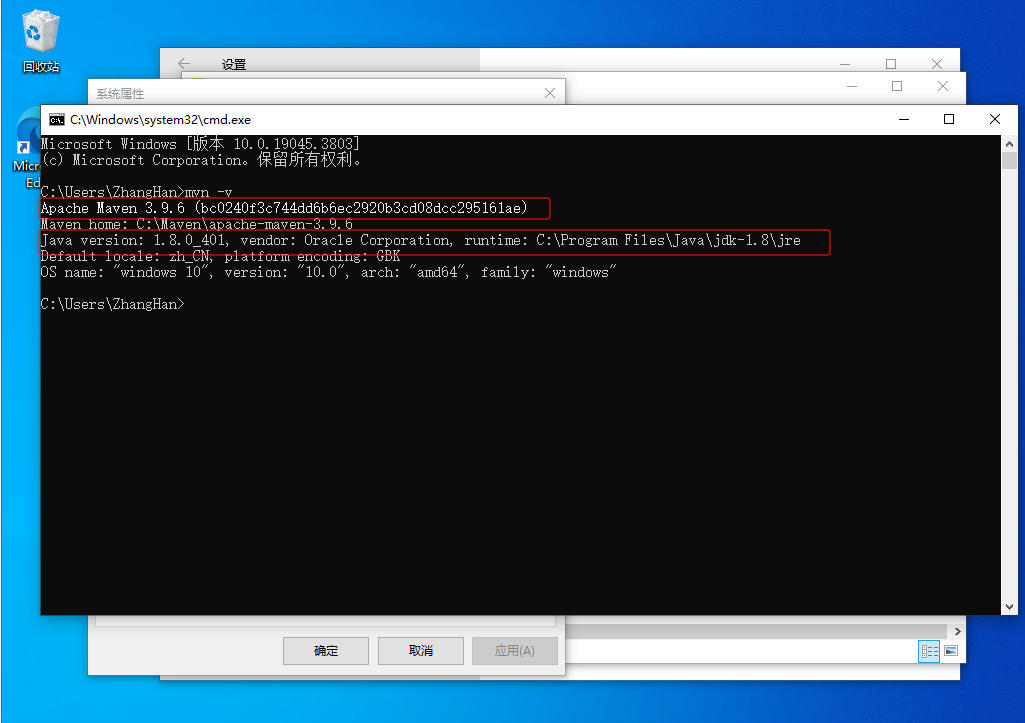 回收站
设置
系统属性
C:\Windows\system32\cmd.exe
Microsoft Windows [版本 10.0.19045.3803]
(c) Microsoft Corporation。保留所有权利。
Micr
Ed
C:\Users\ZhangHan>mvn -v
Apache Maven 3.9.6 (bc0240f3c744dd6b6ec2920b3cd08dcc295161ae)
Maven home: C:\Maven\apache-maven-3.9.6
Java version: 1.8.0_401, vendor: Oracle Corporation, runtime: C:\Program Files\Java\jdk-1.8\jre
Default locale: zh_CN, platform encoding: GBK
OS name: "windows 10", version: "10.0", arch: "amd64", family: "windows"
C:\Users\ZhangHan>
确定
取消
应用(A)